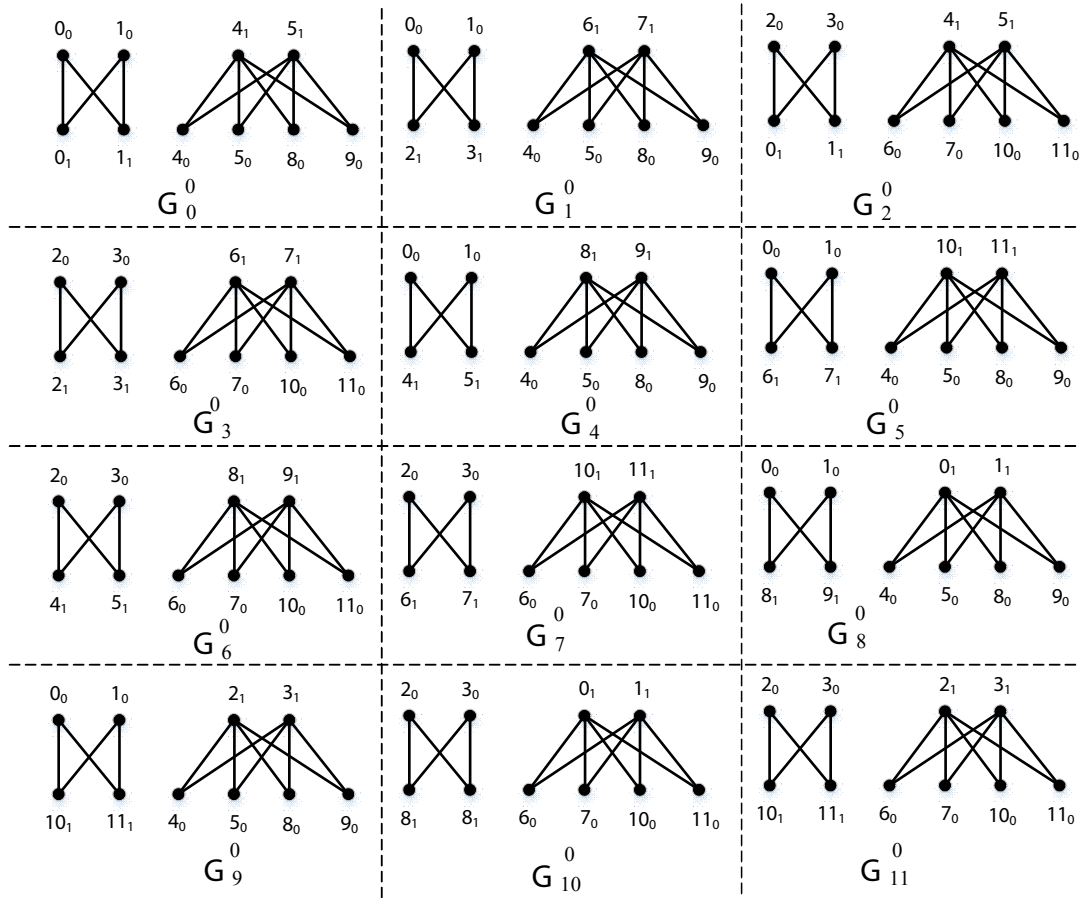 0₀ 1₀ 4₁ 5₁
0₁ 1₁ 4₀ 5₀ 8₀ 9₀
G⁰₀
0₀ 1₀ 6₁ 7₁
2₁ 3₁ 4₀ 5₀ 8₀ 9₀
G⁰₁
2₀ 3₀ 4₁ 5₁
0₁ 1₁ 6₀ 7₀ 10₀ 11₀
G⁰₂
2₀ 3₀ 6₁ 7₁
2₁ 3₁ 6₀ 7₀ 10₀ 11₀
G⁰₃
0₀ 1₀ 8₁ 9₁
4₁ 5₁ 4₀ 5₀ 8₀ 9₀
G⁰₄
0₀ 1₀ 10₁ 11₁
6₁ 7₁ 4₀ 5₀ 8₀ 9₀
G⁰₅
2₀ 3₀ 8₁ 9₁
4₁ 5₁ 6₀ 7₀ 10₀ 11₀
G⁰₆
2₀ 3₀ 10₁ 11₁
6₁ 7₁ 6₀ 7₀ 10₀ 11₀
G⁰₇
0₀ 1₀ 0₁ 1₁
8₁ 9₁ 4₀ 5₀ 8₀ 9₀
G⁰₈
0₀ 1₀ 2₁ 3₁
10₁ 11₁ 4₀ 5₀ 8₀ 9₀
G⁰₉
2₀ 3₀ 0₁ 1₁
8₁ 8₁ 6₀ 7₀ 10₀ 11₀
G⁰₁₀
2₀ 3₀ 2₁ 3₁
10₁ 11₁ 6₀ 7₀ 10₀ 11₀
G⁰₁₁